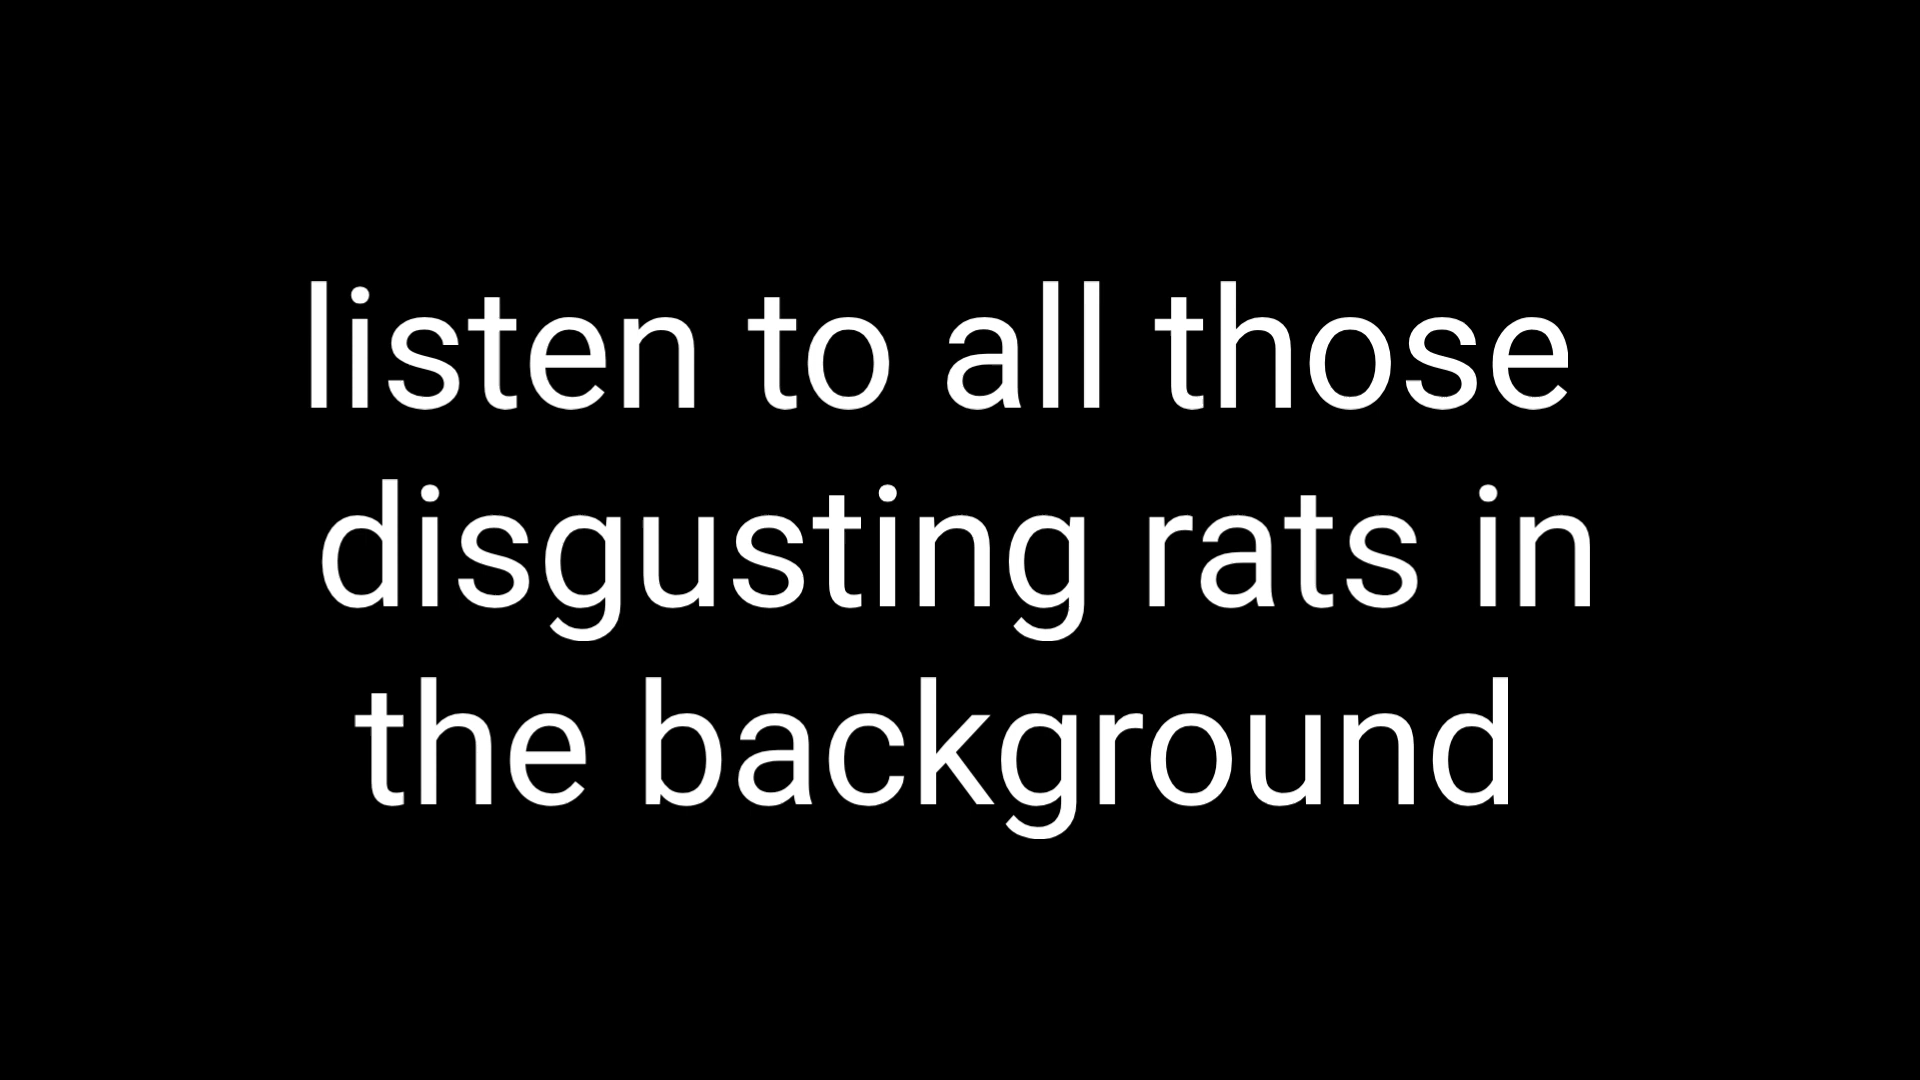 listen to all those
disgusting rats in
the background